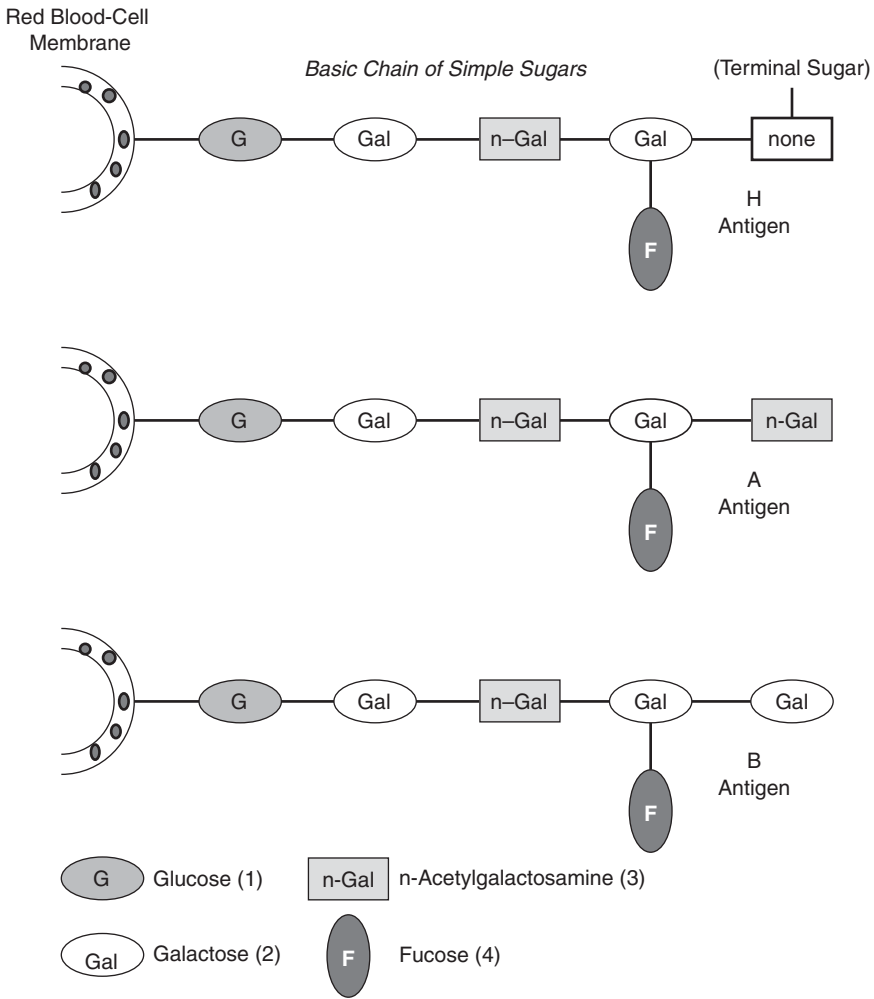 Red Blood-Cell
Membrane
Basic Chain of Simple Sugars
(Terminal Sugar)
G
Gal
n–Gal
Gal
none
F
H
Antigen
G
Gal
n–Gal
Gal
n-Gal
F
A
Antigen
G
Gal
n–Gal
Gal
Gal
F
B
Antigen
G
Glucose (1)
n-Gal
n-Acetylgalactosamine (3)
Gal
Galactose (2)
F
Fucose (4)